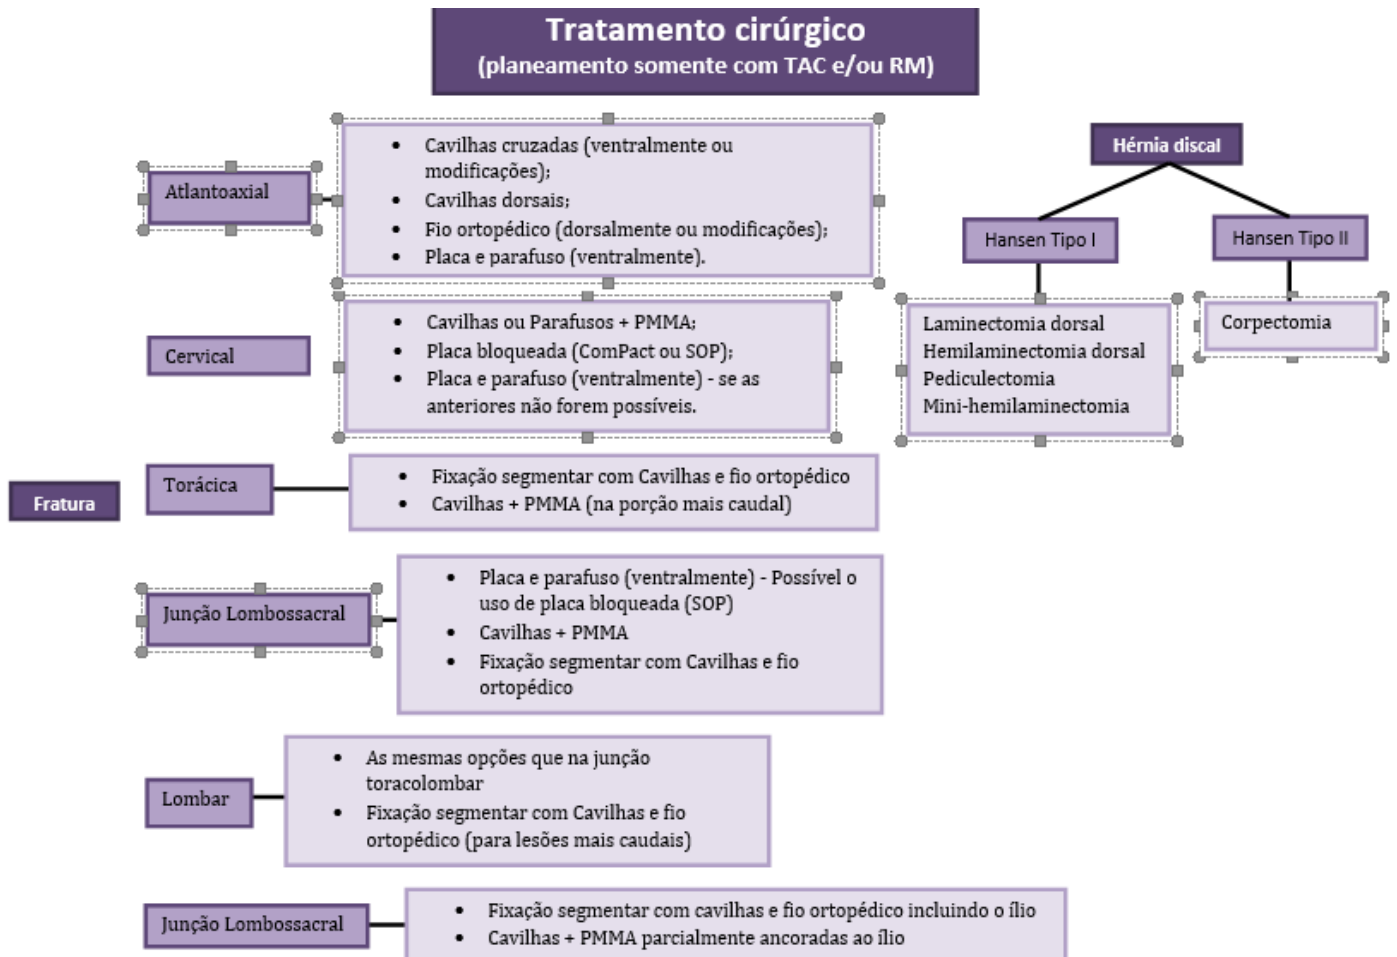 Tratamento cirúrgico
(planeamento somente com TAC e/ou RM)
Atlantoaxial
• Cavilhas cruzadas (ventralmente ou
modificações);
• Cavilhas dorsais;
• Fio ortopédico (dorsalmente ou modificações);
• Placa e parafuso (ventralmente).
Cervical
• Cavilhas ou Parafusos + PMMA;
• Placa bloqueada (ComPact ou SOP);
• Placa e parafuso (ventralmente) - se as
anteriores não forem possíveis.
Fratura
Torácica
• Fixação segmentar com Cavilhas e fio ortopédico
• Cavilhas + PMMA (na porção mais caudal)
Junção Lombossacral
• Placa e parafuso (ventralmente) - Possível o
uso de placa bloqueada (SOP)
• Cavilhas + PMMA
• Fixação segmentar com Cavilhas e fio
ortopédico
Lombar
• As mesmas opções que na junção
toracolombar
• Fixação segmentar com Cavilhas e fio
ortopédico (para lesões mais caudais)
Junção Lombossacral
• Fixação segmentar com cavilhas e fio ortopédico incluindo o ílio
• Cavilhas + PMMA parcialmente ancoradas ao ílio
Hérnia discal
Hansen Tipo I
Laminectomia dorsal
Hemilaminectomia dorsal
Pediculectomia
Mini-hemilaminectomia
Hansen Tipo II
Corpectomia